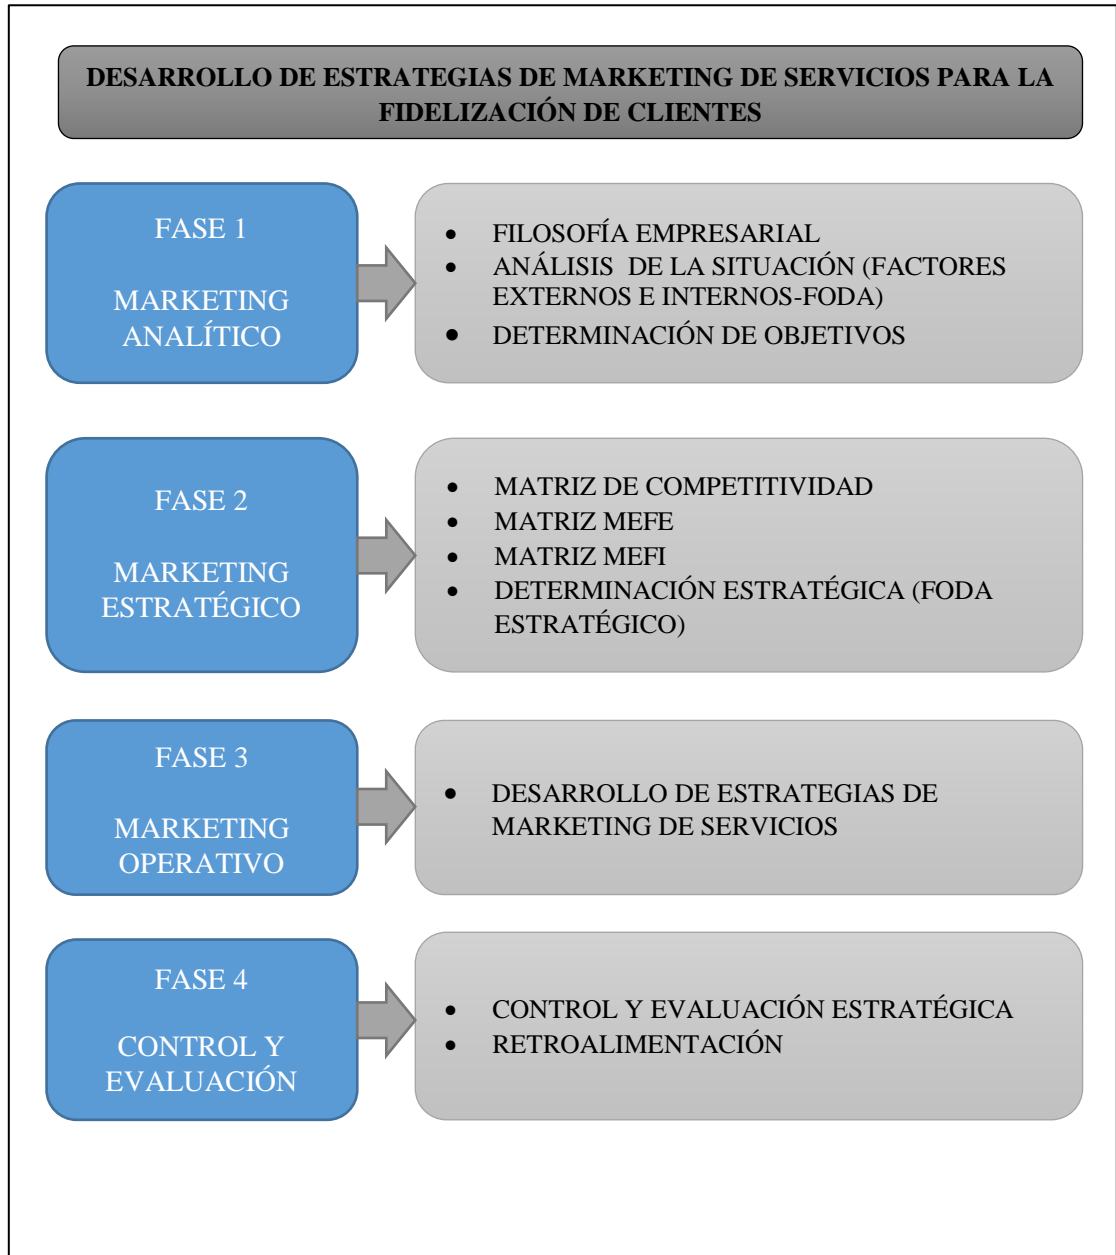 DESARROLLO DE ESTRATEGIAS DE MARKETING DE SERVICIOS PARA LA
FIDELIZACIÓN DE CLIENTES
FASE 1
MARKETING
ANALÍTICO
• FILOSOFÍA EMPRESARIAL
• ANÁLISIS DE LA SITUACIÓN (FACTORES
EXTERNOS E INTERNOS-FODA)
• DETERMINACIÓN DE OBJETIVOS
FASE 2
MARKETING
ESTRATÉGICO
• MATRIZ DE COMPETITIVIDAD
• MATRIZ MEFE
• MATRIZ MEFI
• DETERMINACIÓN ESTRATÉGICA (FODA
ESTRATÉGICO)
FASE 3
MARKETING
OPERATIVO
• DESARROLLO DE ESTRATEGIAS DE
MARKETING DE SERVICIOS
FASE 4
CONTROL Y
EVALUACIÓN
• CONTROL Y EVALUACIÓN ESTRATÉGICA
• RETROALIMENTACIÓN